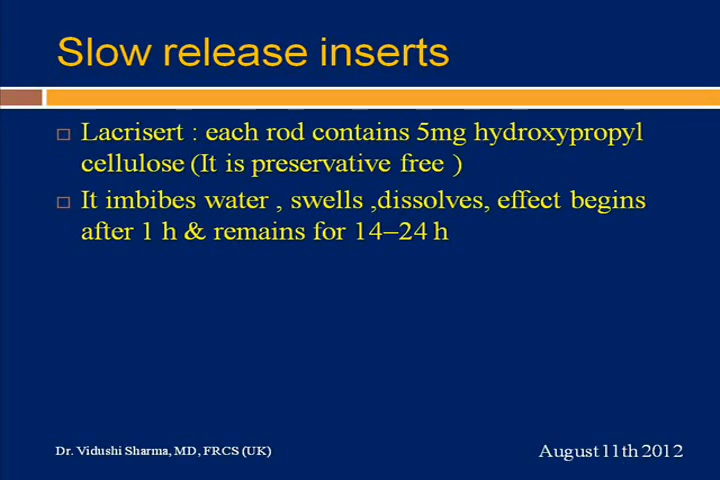 Slow release inserts
Lacrisert : each rod contains 5mg hydroxypropyl
cellulose (It is preservative free )
It imbibes water , swells ,dissolves, effect begins
after 1 h & remains for 14–24 h
Dr. Vidushi Sharma, MD, FRCS (UK)
August 11th 2012